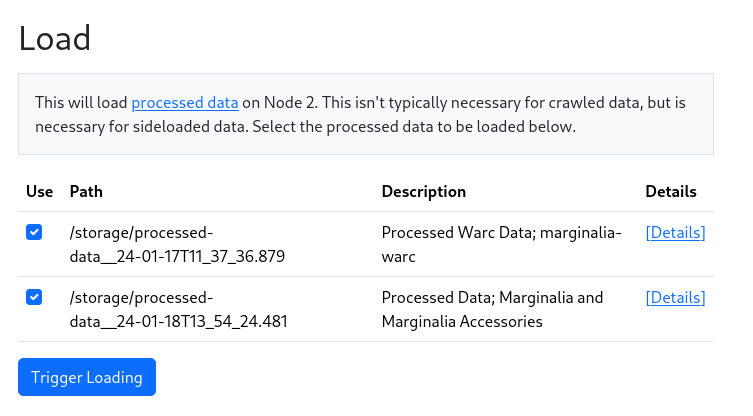 Load
This will load processed data on Node 2. This isn't typically necessary for crawled data, but is
necessary for sideloaded data. Select the processed data to be loaded below.
Use Path Description Details
/storage/processed- Processed Warc Data; marginalia- [Details]
data__24-01-17T11_37_36.879 warc
/storage/processed- Processed Data; Marginalia and [Details]
data__24-01-18T13_54_24.481 Marginalia Accessories
Trigger Loading